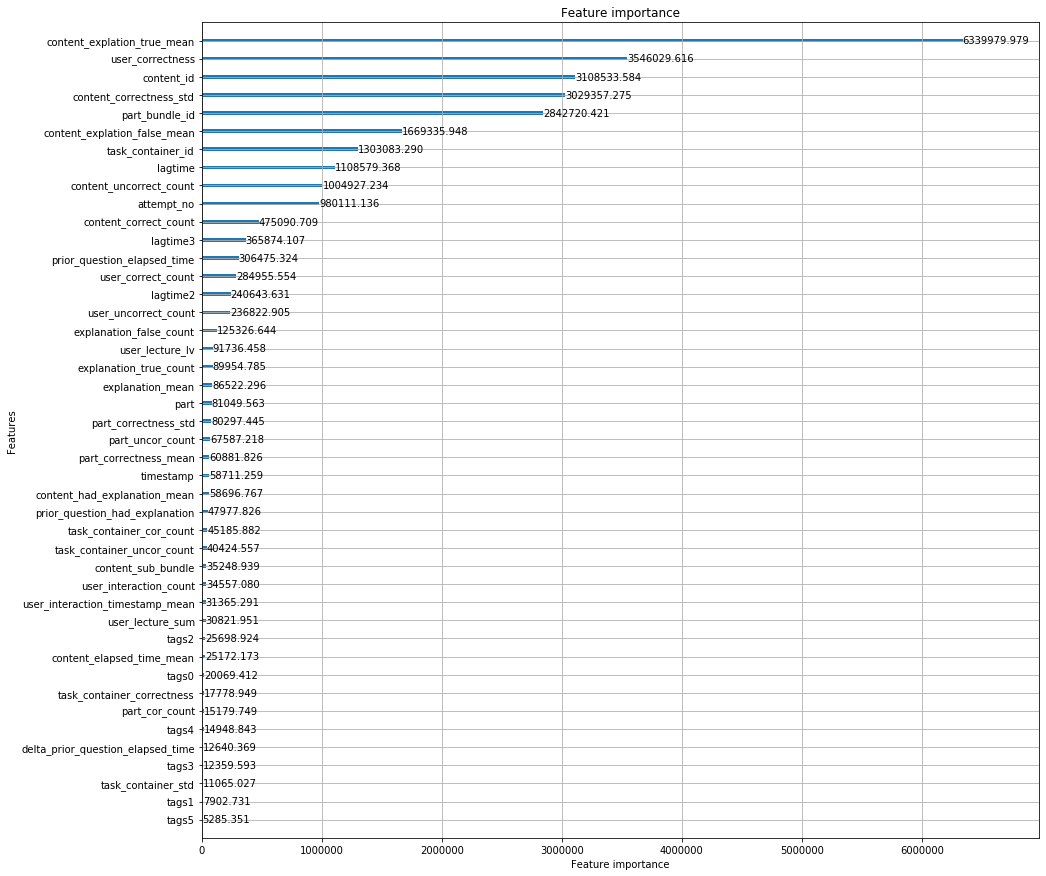 Feature importance
content_explation_true_mean 6339979.979
user_correctness 3546029.616
content_id 3108533.584
content_correctness_std 3029357.275
part_bundle_id 2842720.421
content_explation_false_mean 1669335.948
task_container_id 1303083.290
lagtime 1108579.368
content_uncorrect_count 1004927.234
attempt_no 980111.136
content_correct_count 475090.709
lagtime3 365874.107
prior_question_elapsed_time 306475.324
user_correct_count 284955.554
lagtime2 240643.631
user_uncorrect_count 236822.905
explanation_false_count 125326.644
user_lecture_lv 91736.458
explanation_true_count 89954.785
explanation_mean 86522.296
part 81049.563
part_correctness_std 80297.445
part_uncor_count 67587.218
part_correctness_mean 60881.826
timestamp 58711.259
content_had_explanation_mean 58696.767
prior_question_had_explanation 47977.826
task_container_cor_count 45185.882
task_container_uncor_count 40424.557
content_sub_bundle 35248.939
user_interaction_count 34557.080
user_interaction_timestamp_mean 31365.291
user_lecture_sum 30821.951
tags2 25698.924
content_elapsed_time_mean 25172.173
tags0 20069.412
task_container_correctness 17778.949
part_cor_count 15179.749
tags4 14948.843
delta_prior_question_elapsed_time 12640.369
tags3 12359.593
task_container_std 11065.027
tags1 7902.731
tags5 5285.351
Features
0 1000000 2000000 3000000 4000000 5000000 6000000
Feature importance